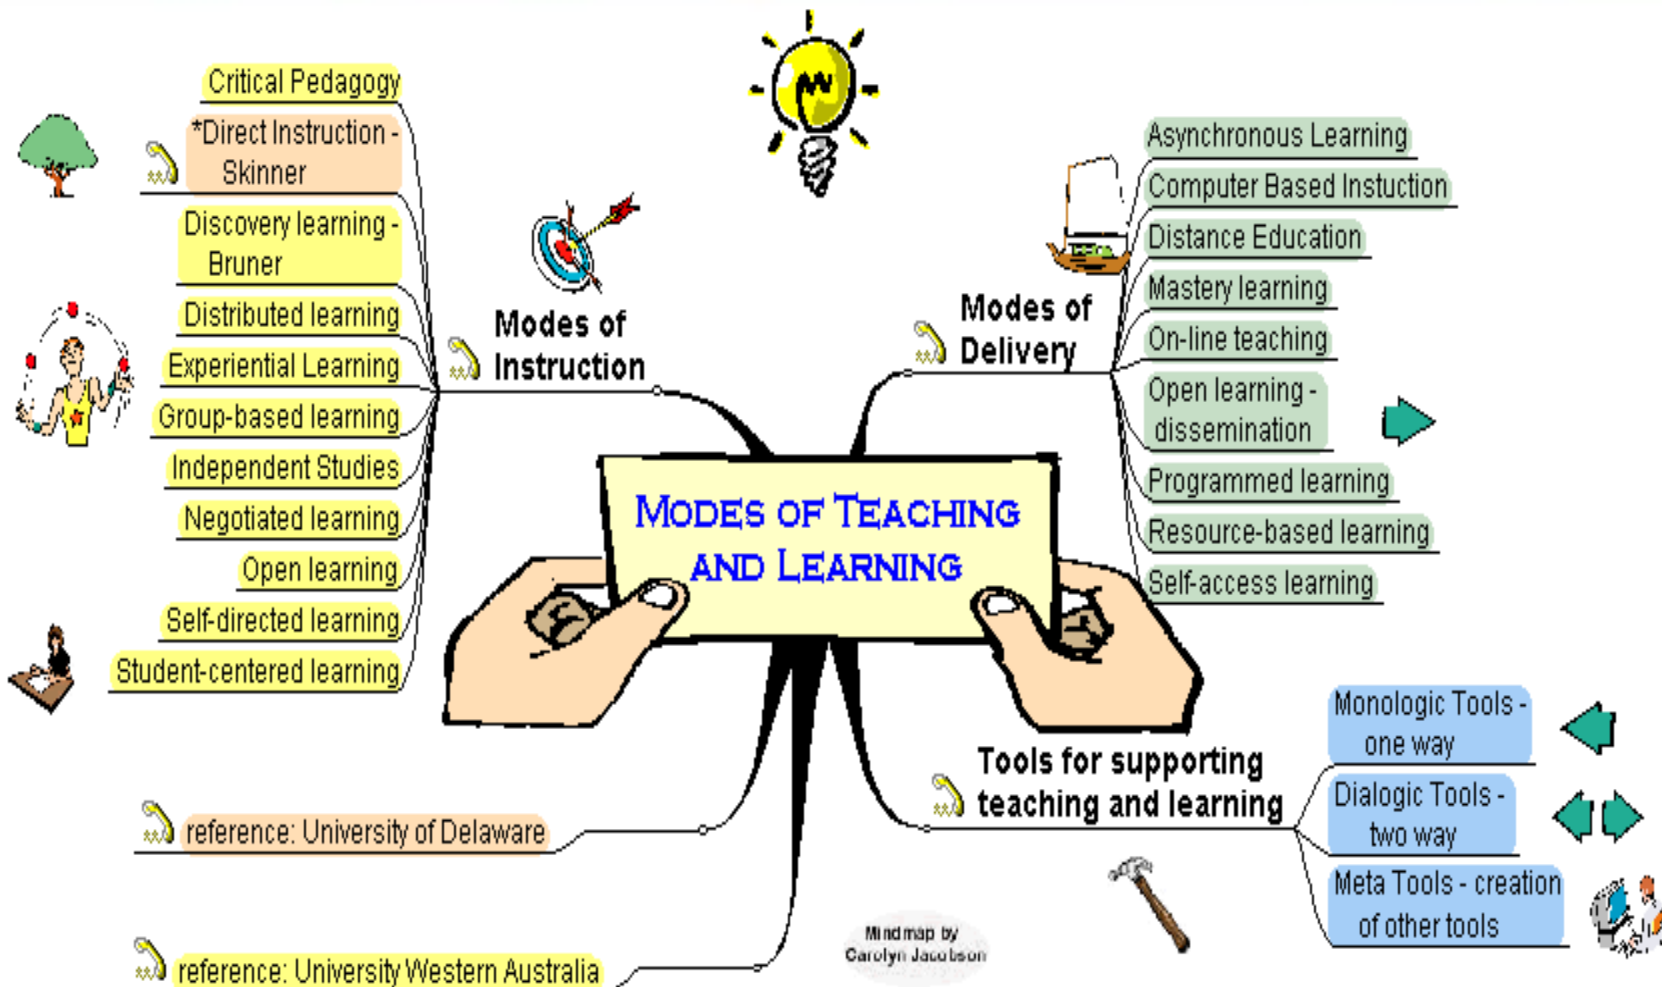 Critical Pedagogy
*Direct Instruction -
Skinner
Discovery learning -
Bruner
Distributed learning
Experiential Learning
Group-based learning
Independent Studies
Negotiated learning
Open learning
Self-directed learning
Student-centered learning
Modes of
Instruction
Modes of
Delivery
Asynchronous Learning
Computer Based Instuction
Distance Education
Mastery learning
On-line teaching
Open learning -
dissemination
Programmed learning
Resource-based learning
Self-access learning
MODES OF TEACHING
AND LEARNING
Tools for supporting
teaching and learning
Monologic Tools -
one way
Dialogic Tools -
two way
Meta Tools - creation
of other tools
reference: University of Delaware
reference: University Western Australia
Mindmap by
Carolyn Jacobson